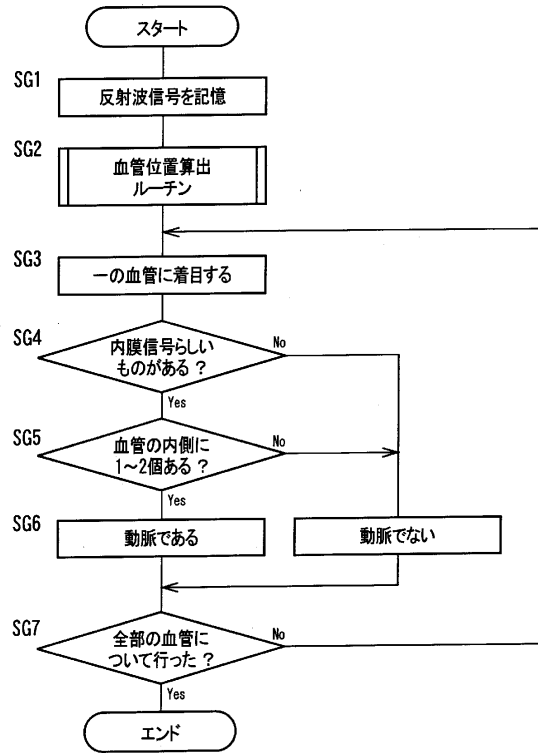 スタート
SG1
反射波信号を記憶
SG2
血管位置算出
ルーチン
SG3
一の血管に着目する
SG4
内膜信号らしい
ものがある？
No
Yes
SG5
血管の内側に
1～2個ある？
No
Yes
SG6
動脈である
動脈でない
SG7
全部の血管に
ついて行った？
No
Yes
エンド